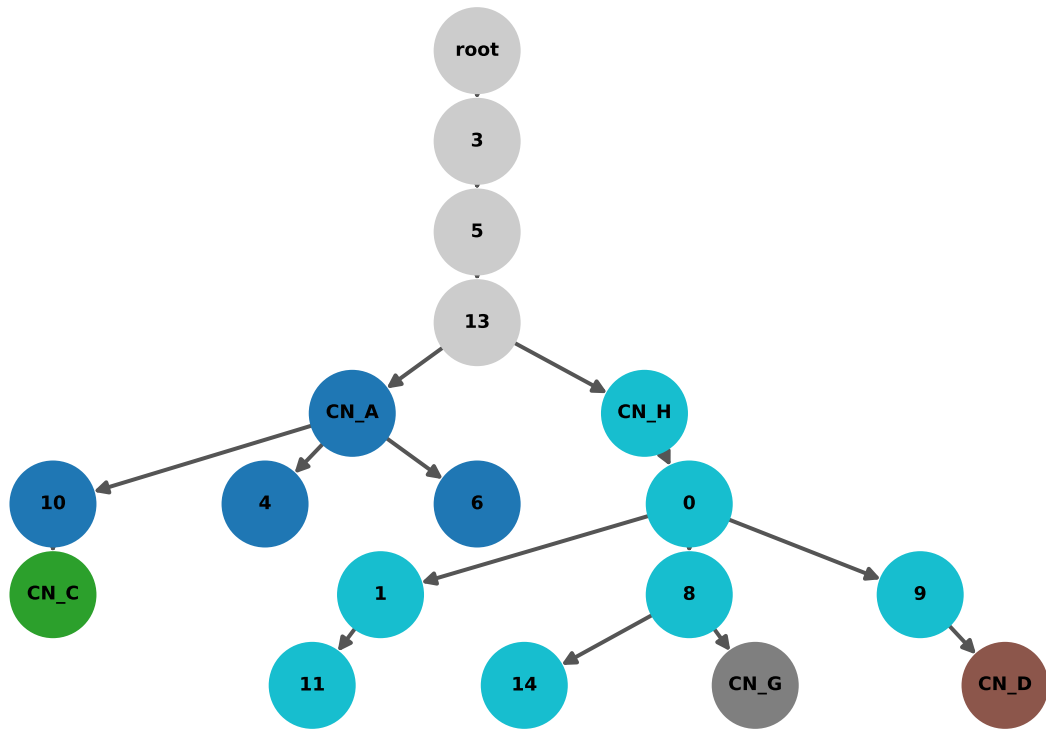 root
3
5
13
CN_A CN_H
10 4 6 0
CN_C 1 8 9
11 14 CN_G CN_D